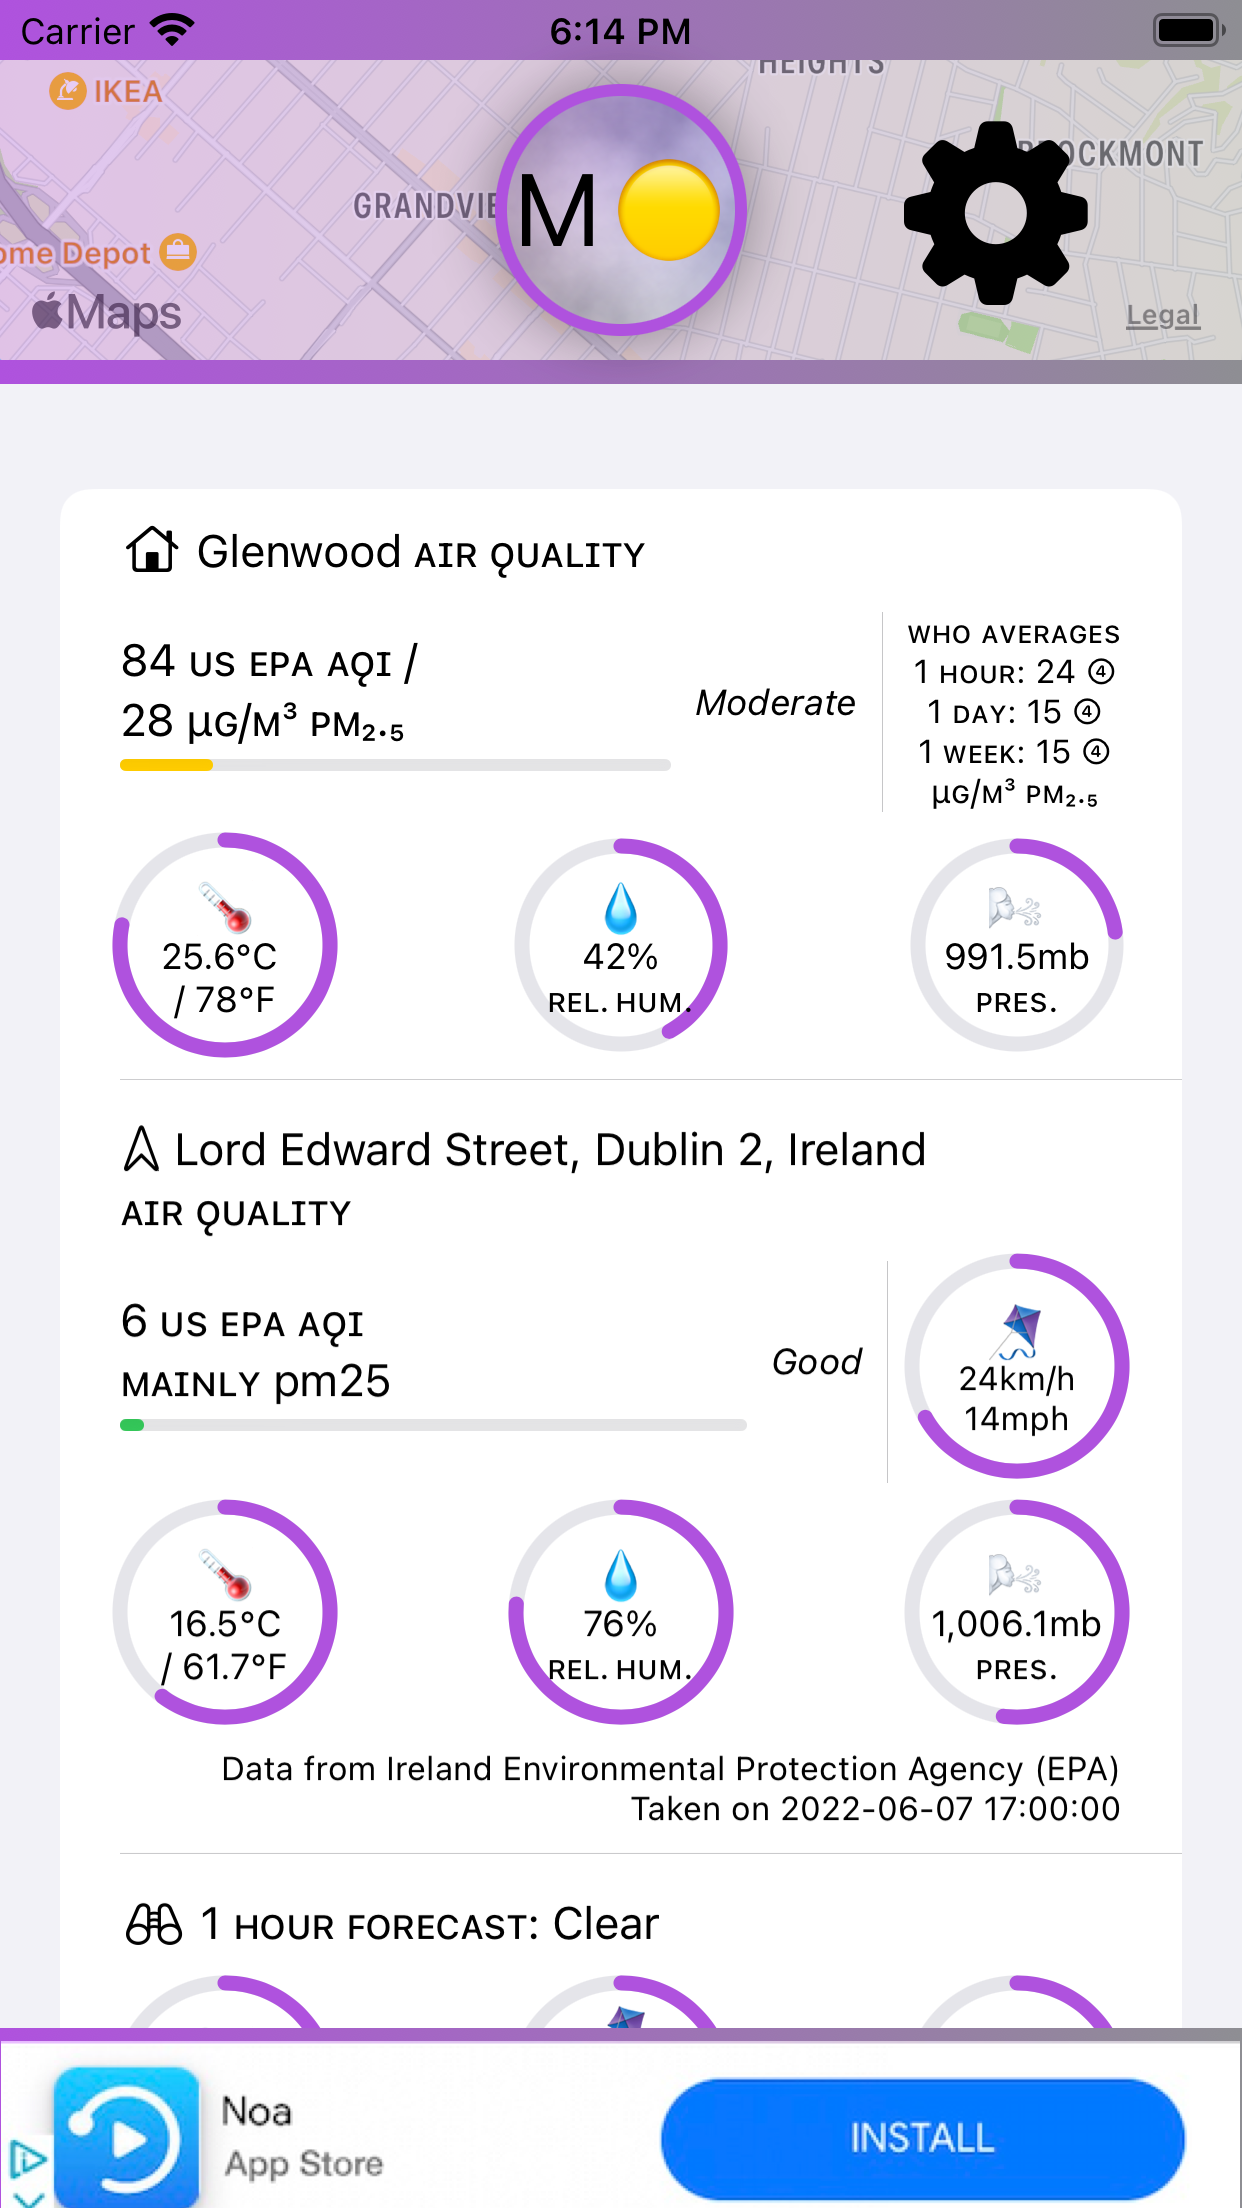 Carrier 6:14 PM
HEIGHTS
IKEA
OCKMONT
GRANDVIE
M
ome Depot
Maps
Legal
Glenwood AIR QUALITY
84 US EPA AQI /
28 µG/M³ PM₂.₅
Moderate
WHO AVERAGES
1 HOUR: 24 ④
1 DAY: 15 ④
1 WEEK: 15 ④
µG/M³ PM₂.₅
25.6°C
/ 78°F
42%
REL. HUM.
991.5mb
PRES.
Lord Edward Street, Dublin 2, Ireland
AIR QUALITY
6 US EPA AQI
MAINLY pm25
Good
24km/h
14mph
16.5°C
/ 61.7°F
76%
REL. HUM.
1,006.1mb
PRES.
Data from Ireland Environmental Protection Agency (EPA)
Taken on 2022-06-07 17:00:00
1 HOUR FORECAST: Clear
Noa
App Store
INSTALL